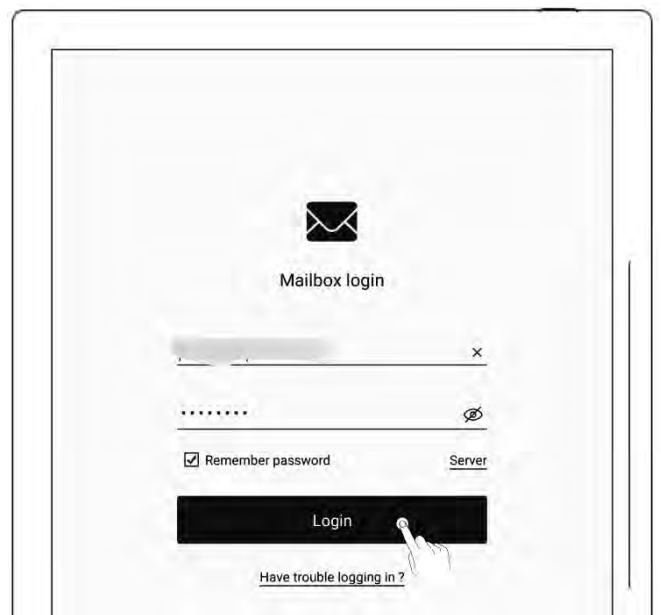 Mailbox login
Remember password
Server
Login
Have trouble logging in ?